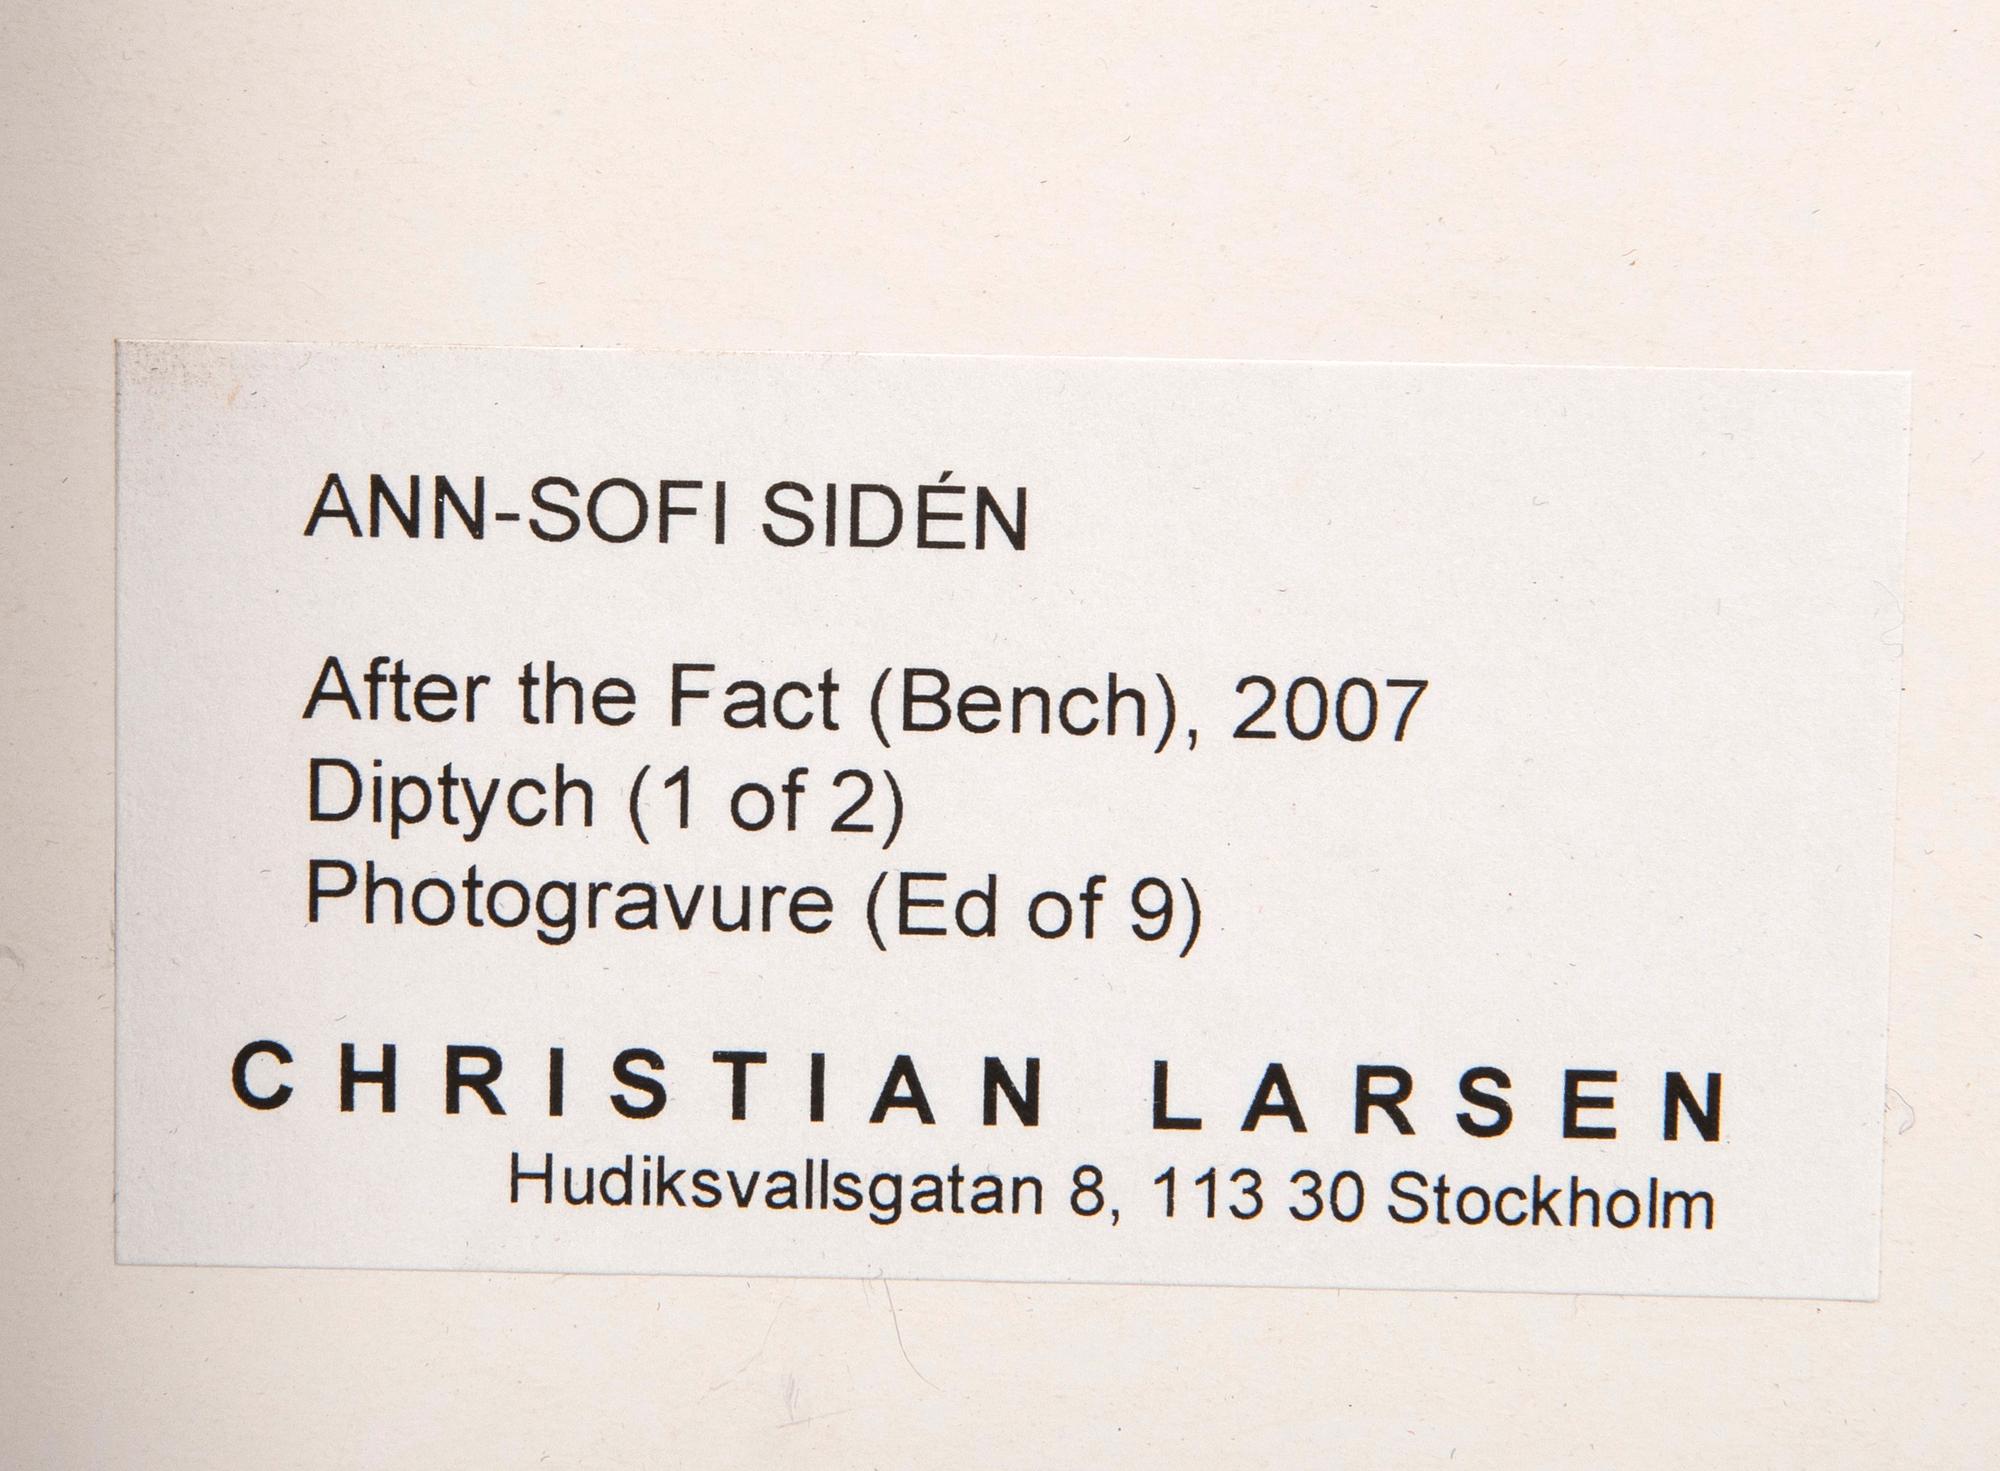 ANN-SOFI SIDÉN
After the Fact (Bench), 2007
Diptych (1 of 2)
Photogravure (Ed of 9)
CHRISTIAN LARSEN
Hudiksvallsgatan 8, 113 30 Stockholm